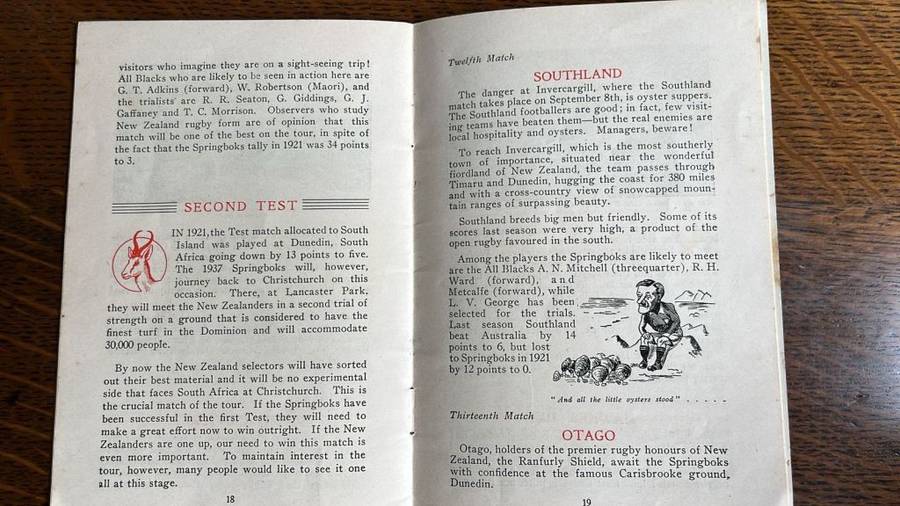 visitors who imagine they are on a sight-seeing trip!
All Blacks who are likely to be seen in action here are
G. T. Adkins (forward), W. Robertson (Maori), and
the trialists are R. R. Seaton, G. Giddings, G. J.
Gaffaney and T. C. Morrison. Observers who study
New Zealand rugby form are of opinion that this
match will be one of the best on the tour, in spite of
the fact that the Springboks tally in 1921 was 34 points
to 3.
SECOND TEST
IN 1921, the Test match allocated to South
Island was played at Dunedin, South
Africa going down by 13 points to five.
The 1937 Springboks will, however,
journey back to Christchurch on this
occasion. There, at Lancaster Park,
they will meet the New Zealanders in a second trial of
strength on a ground that is considered to have the
finest turf in the Dominion and will accommodate
30,000 people.
By now the New Zealand selectors will have sorted
out their best material and it will be no experimental
side that faces South Africa at Christchurch. This is
the crucial match of the tour. If the Springboks have
been successful in the first Test, they will need to
make a great effort now to win outright. If the New
Zealanders are one up, our need to win this match is
even more important. To maintain interest in the
tour, however, many people would like to see it one
all at this stage.
18
Twelfth Match
SOUTHLAND
The danger at Invercargill, where the Southland
match takes place on September 8th, is oyster suppers.
The Southland footballers are good; in fact, few visit-
ing teams have beaten them—but the real enemies are
local hospitality and oysters. Managers, beware!
To reach Invercargill, which is the most southerly
town of importance, situated near the wonderful
fiordland of New Zealand, the team passes through
Timaru and Dunedin, hugging the coast for 380 miles
and with a cross-country view of snowcapped moun-
tain ranges of surpassing beauty.
Southland breeds big men but friendly. Some of its
scores last season were very high, a product of the
open rugby favoured in the south.
Among the players the Springboks are likely to meet
are the All Blacks A. N. Mitchell (threequarter), R. H.
Ward (forward), and
Metcalfe (forward), while
L. V. George has been
selected for the trials.
Last season Southland
beat Australia by 14
points to 6, but lost
to Springboks in 1921
by 12 points to 0.
"And all the little oysters stood" . . . . .
Thirteenth Match
OTAGO
Otago, holders of the premier rugby honours of New
Zealand, the Ranfurly Shield, await the Springboks
with confidence at the famous Carisbrooke ground,
Dunedin.
19